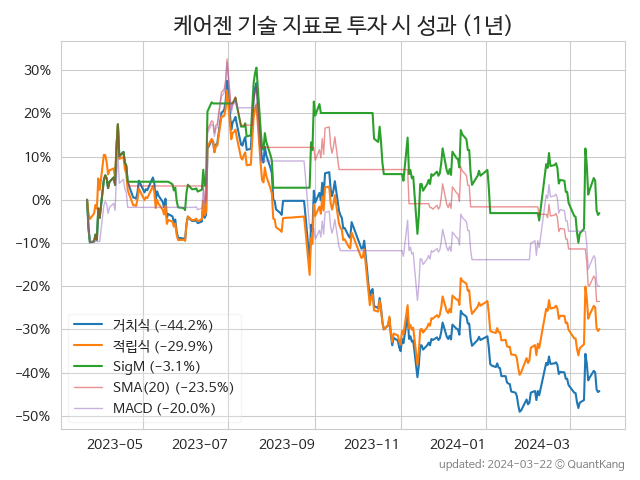 케어젠 기술 지표로 투자 시 성과 (1년)
30%
20%
10%
0%
−10%
−20%
−30%
−40%
−50%
거치식 (−44.2%)
적립식 (−29.9%)
SigM (−3.1%)
SMA(20) (−23.5%)
MACD (−20.0%)
2023-05 2023-07 2023-09 2023-11 2024-01 2024-03
updated: 2024-03-22 © QuantKang